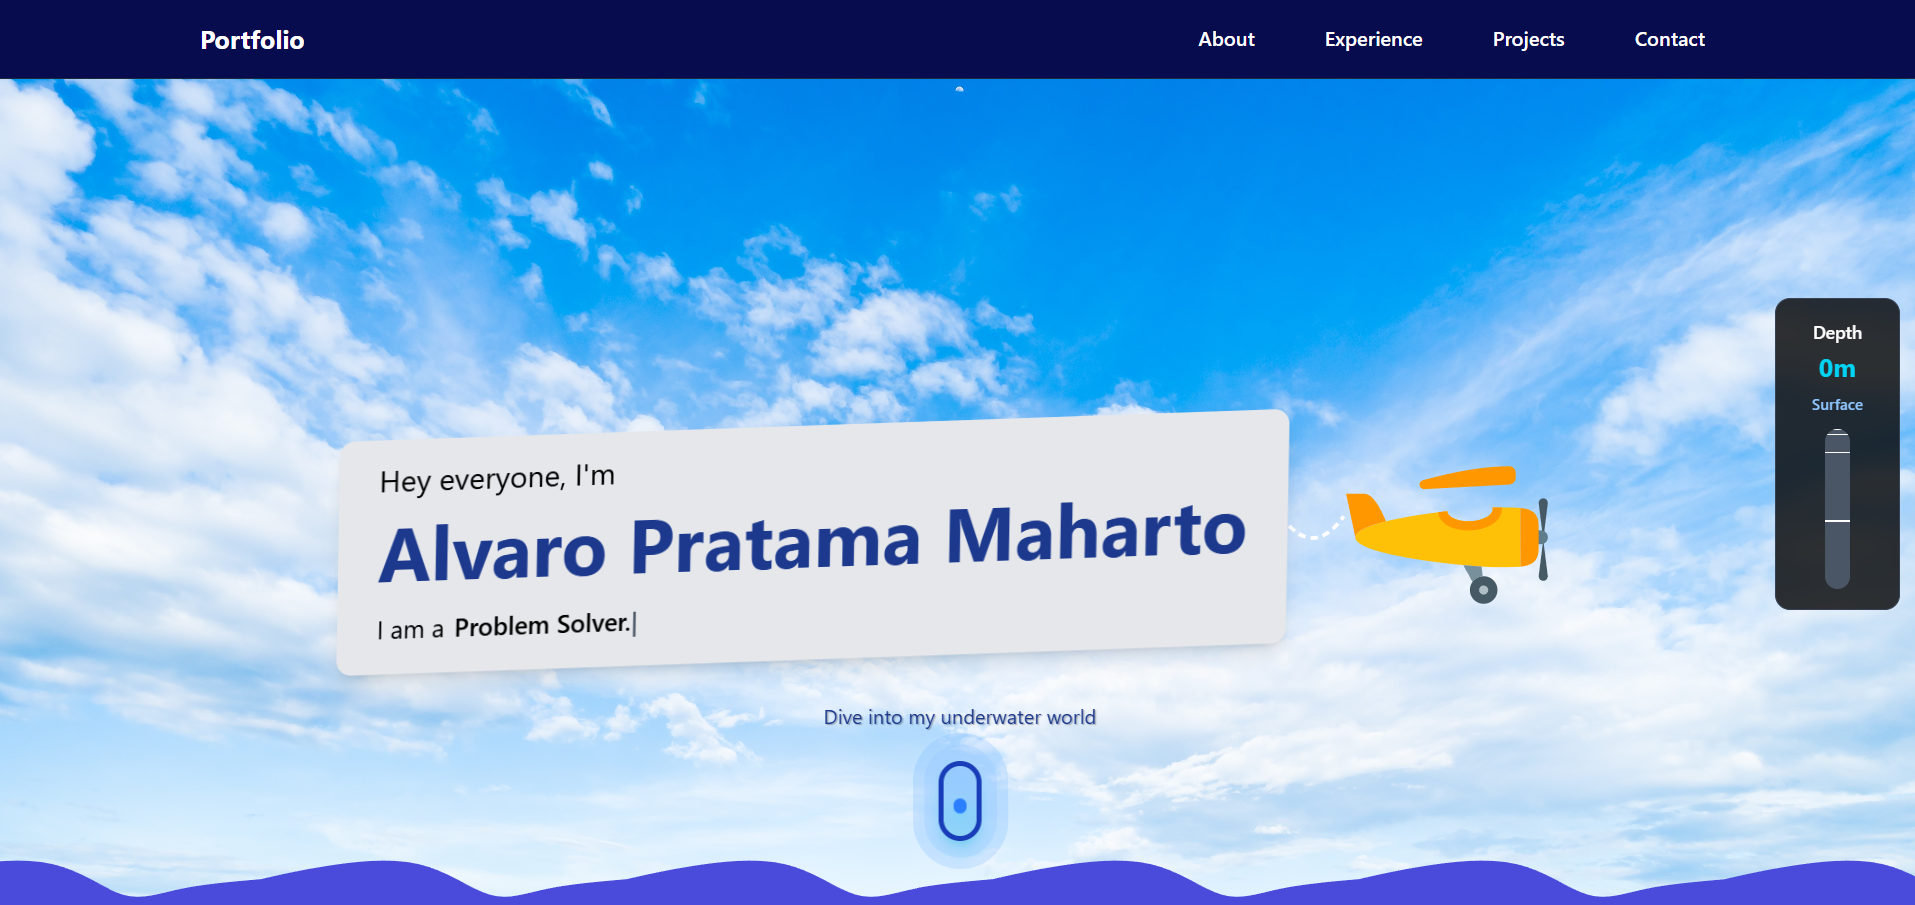 Portfolio
About
Experience
Projects
Contact
Depth
0m
Surface
Hey everyone, I'm
Alvaro Pratama Maharto
I am a Problem Solver.|
Dive into my underwater world